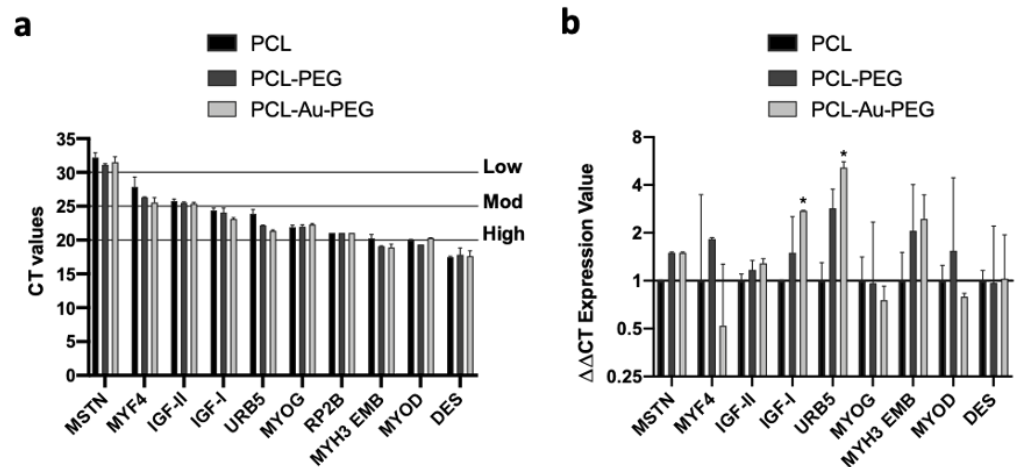 a
PCL
PCL-PEG
PCL-Au-PEG
CT values
35
30
25
20
15
10
5
0
Low
Mod
High
MSTN
MYF4
IGF-II
IGF-I
URB5
MYOG
RP2B
MYH3 EMB
MYOD
DES
b
PCL
PCL-PEG
PCL-Au-PEG
ΔΔCT Expression Value
8
4
2
1
0.5
0.25
*
*
MSTN
MYF4
IGF-II
IGF-I
URB5
MYOG
MYH3 EMB
MYOD
DES